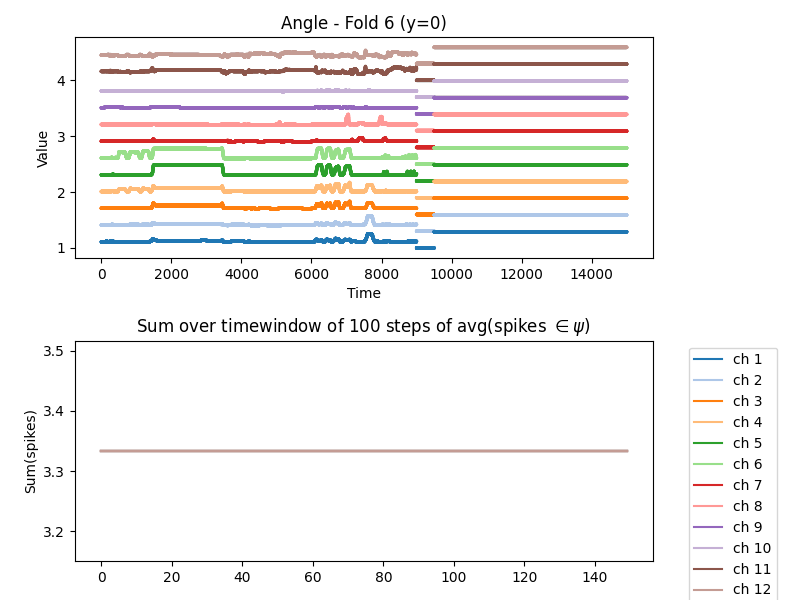 Angle - Fold 6 (y=0)
Value
4
3
2
1
0 2000 4000 6000 8000 10000 12000 14000
Time
Sum over timewindow of 100 steps of avg(spikes ∈ ψ)
Sum(spikes)
3.5
3.4
3.3
3.2
0 20 40 60 80 100 120 140
ch 1
ch 2
ch 3
ch 4
ch 5
ch 6
ch 7
ch 8
ch 9
ch 10
ch 11
ch 12